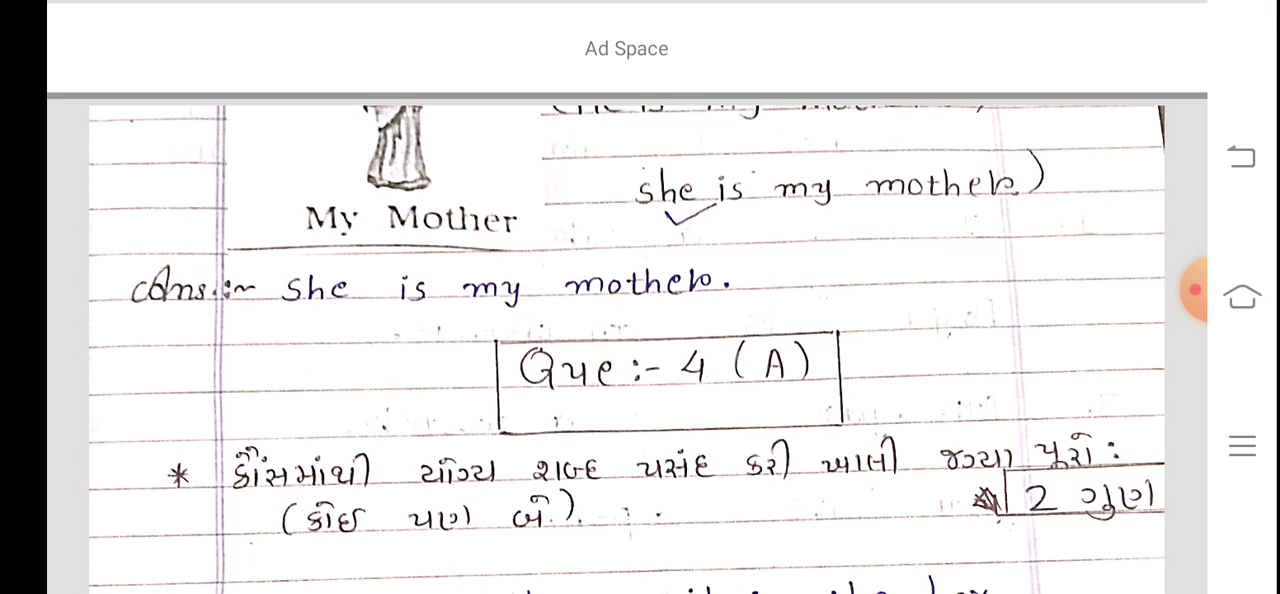 Ad Space
she is my mother)
My Mother
Ans :- she is my mother.
Que :- 4 (A)
* કૌંસમાંથી યોગ્ય શબ્દ પસંદ કરી ખાલી જગ્યા પૂરો :
(કોઇ પણ બે). 2 ગુણ